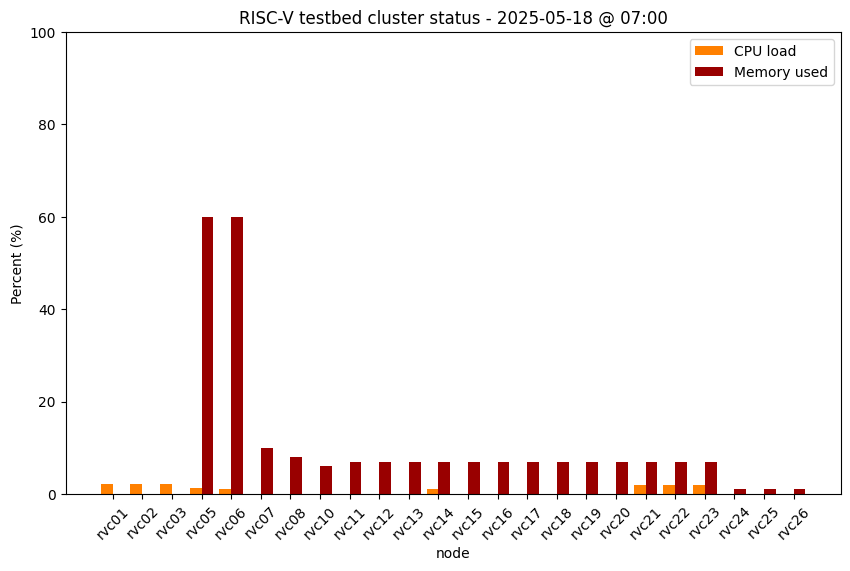 RISC-V testbed cluster status - 2025-05-18 @ 07:00
CPU load
Memory used
Percent (%)
100
80
60
40
20
0
rvc01 rvc02 rvc03 rvc05 rvc06 rvc07 rvc08 rvc10 rvc11 rvc12 rvc13 rvc14 rvc15 rvc16 rvc17 rvc18 rvc19 rvc20 rvc21 rvc22 rvc23 rvc24 rvc25 rvc26
node